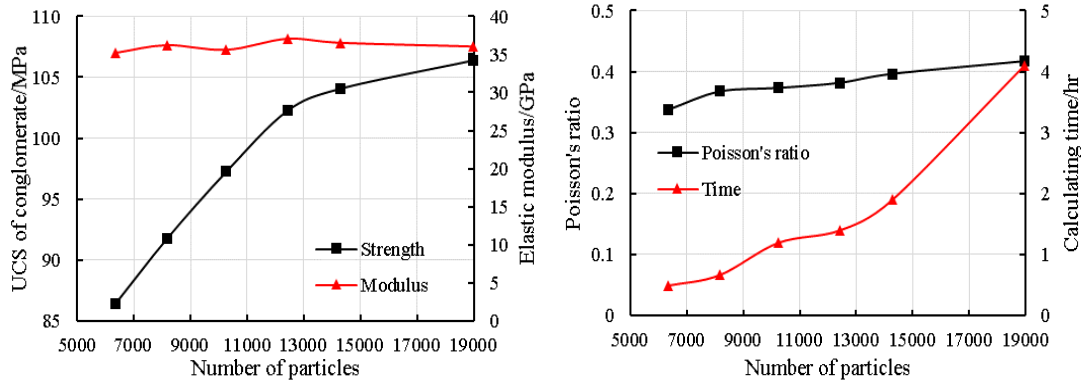 UCS of conglomerate/MPa
110
105
100
95
90
85
40
35
30
25
20
15
10
5
0
Elastic modulus/GPa
Strength
Modulus
5000 7000 9000 11000 13000 15000 17000 19000
Number of particles
Poisson's ratio
0.5
0.4
0.3
0.2
0.1
0
5
4
3
2
1
0
Calculating time/hr
Poisson's ratio
Time
5000 7000 9000 11000 13000 15000 17000 19000
Number of particles